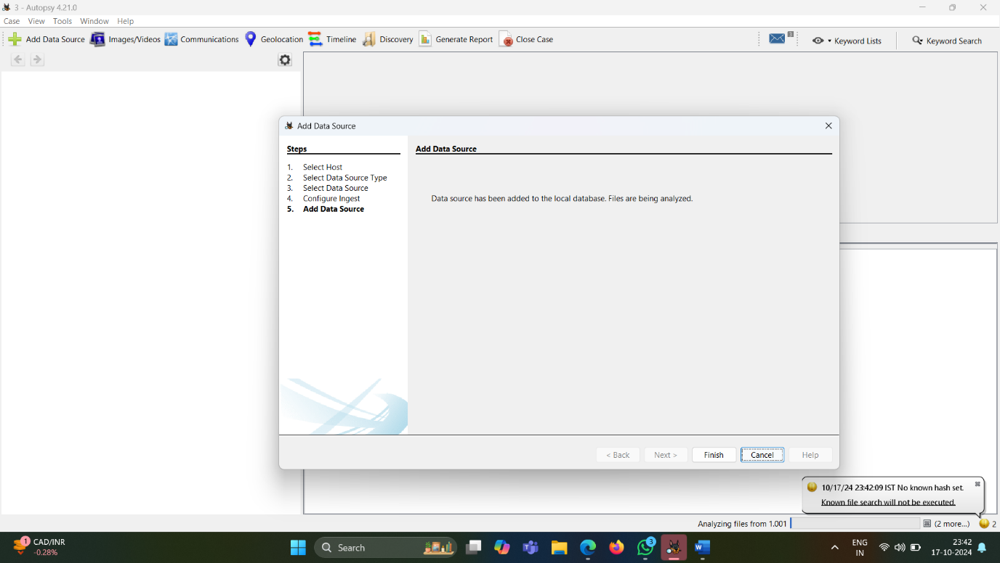 3 - Autopsy 4.21.0
Case View Tools Window Help
Add Data Source Images/Videos Communications Geolocation Timeline Discovery Generate Report Close Case 3 Keyword Lists Keyword Search
Add Data Source
Steps
1. Select Host
2. Select Data Source Type
3. Select Data Source
4. Configure Ingest
5. Add Data Source
Add Data Source
Data source has been added to the local database. Files are being analyzed.
< Back Next > Finish Cancel Help
10/17/24 23:42:09 IST No known hash set.
Known file search will not be executed.
Analyzing files from 1.001 (2 more...) 2
1 CAD/INR
-0.28%
Search
3
W
ENG
IN
23:42
17-10-2024